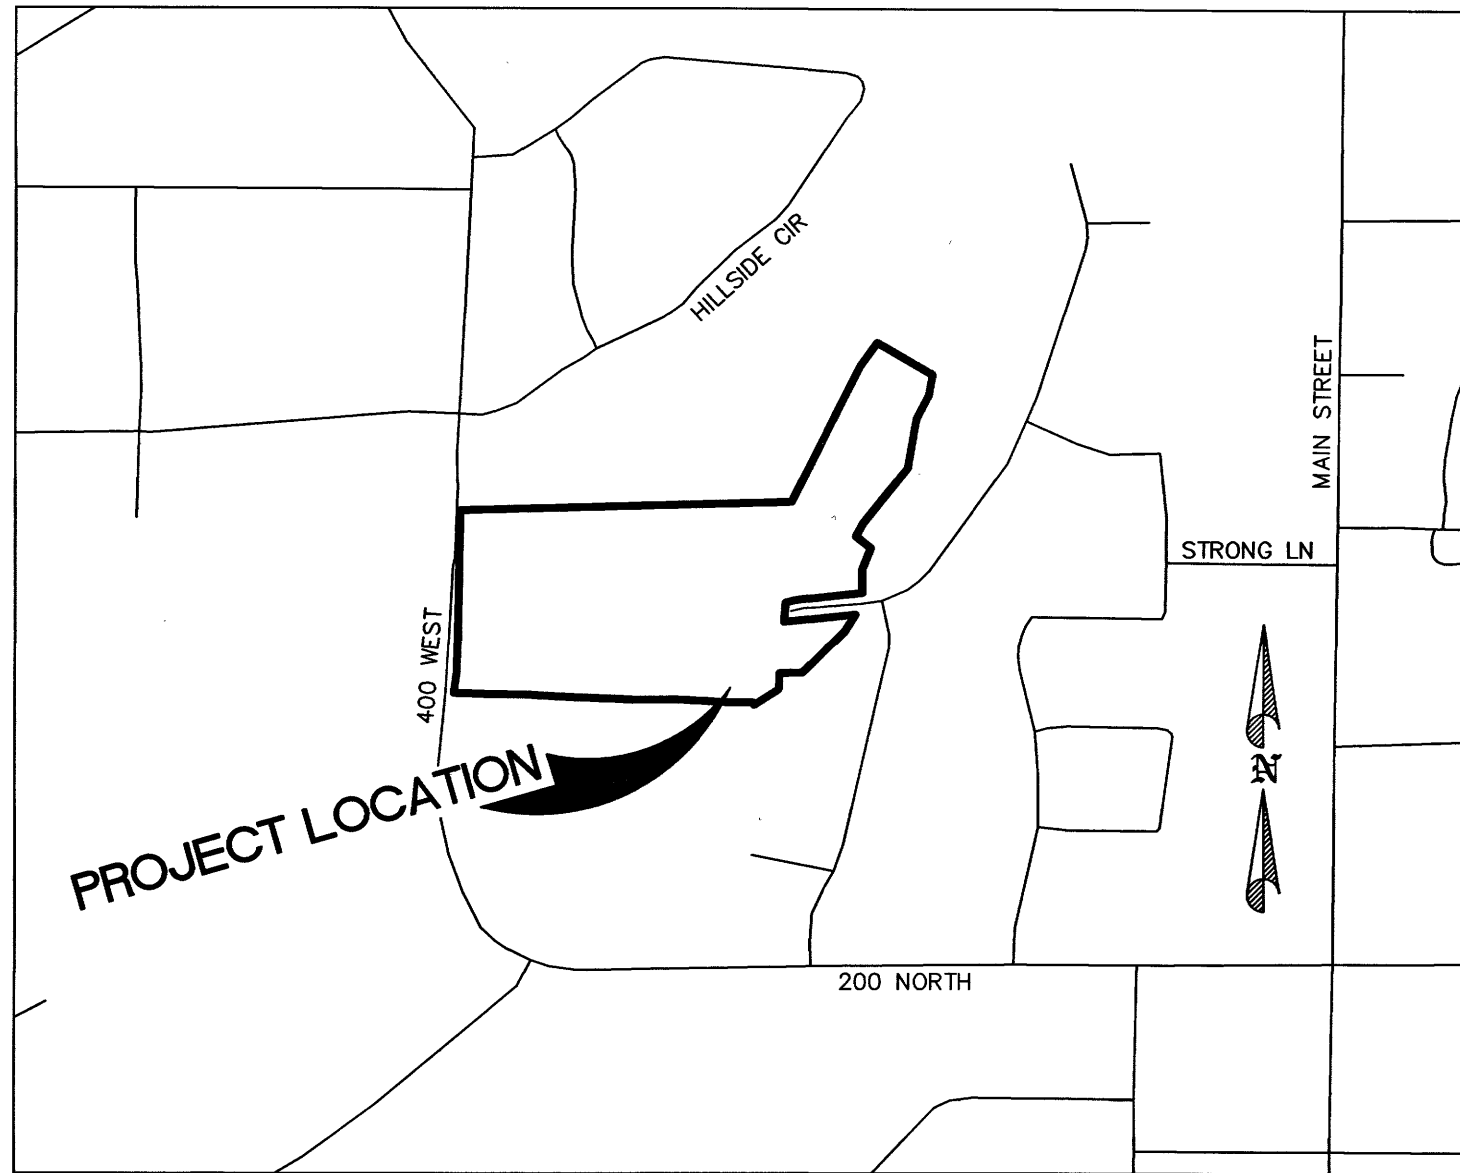 HILLSIDE CIR
MAIN STREET
STRONG LN
400 WEST
PROJECT LOCATION
N
200 NORTH